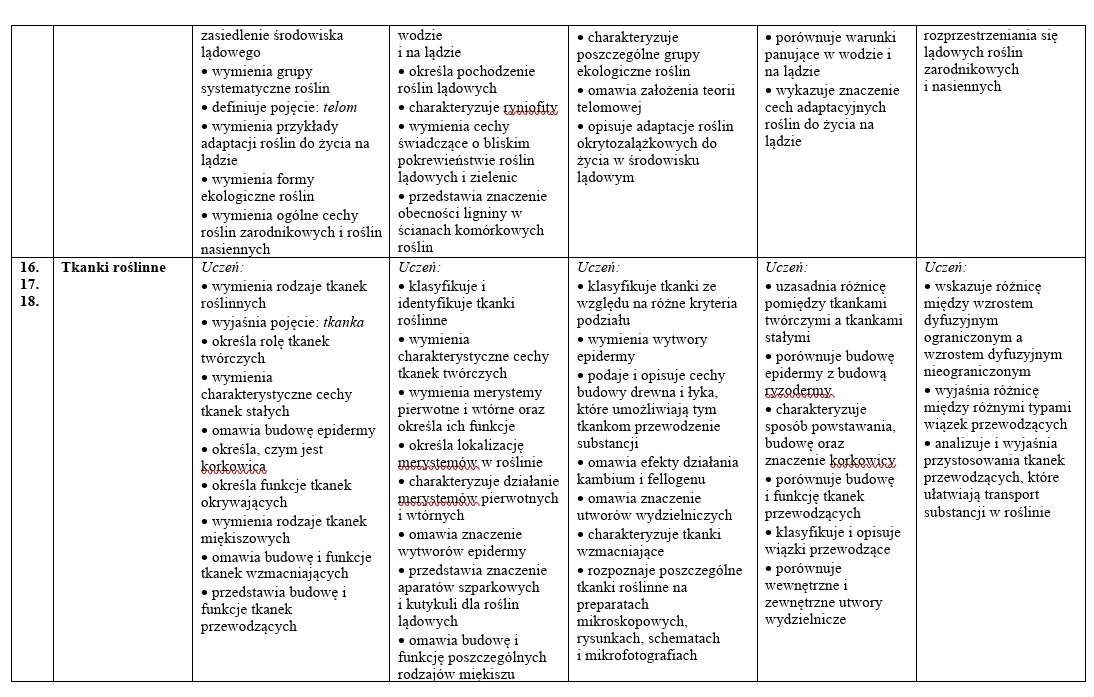 zasiedlenie środowiska
lądowego
• wymienia grupy
systematyczne roślin
• definiuje pojęcie: telom
• wymienia przykłady
adaptacji roślin do życia na
lądzie
• wymienia formy
ekologiczne roślin
• wymienia ogólne cechy
roślin zarodnikowych i roślin
nasiennych
wodzie
i na lądzie
• określa pochodzenie
roślin lądowych
• charakteryzuje ryniofity
• wymienia cechy
świadczące o bliskim
pokrewieństwie roślin
lądowych i zielenic
• przedstawia znaczenie
obecności ligniny w
ścianach komórkowych
roślin
• charakteryzuje
poszczególne grupy
ekologiczne roślin
• omawia założenia teorii
telomowej
• opisuje adaptacje roślin
okrytozalążkowych do
życia w środowisku
lądowym
• porównuje warunki
panujące w wodzie i
na lądzie
• wykazuje znaczenie
cech adaptacyjnych
roślin do życia na
lądzie
rozprzestrzeniania się
lądowych roślin
zarodnikowych
i nasiennych
16.
17.
18.
Tkanki roślinne
Uczeń:
• wymienia rodzaje tkanek
roślinnych
• wyjaśnia pojęcie: tkanka
• określa rolę tkanek
twórczych
• wymienia
charakterystyczne cechy
tkanek stałych
• omawia budowę epidermy
• określa, czym jest
korkowica
• określa funkcje tkanek
okrywających
• wymienia rodzaje tkanek
miękiszowych
• omawia budowę i funkcje
tkanek wzmacniających
• przedstawia budowę i
funkcje tkanek
przewodzących
Uczeń:
• klasyfikuje i
identyfikuje tkanki
roślinne
• wymienia
charakterystyczne cechy
tkanek twórczych
• wymienia merystemy
pierwotne i wtórne oraz
określa ich funkcje
• określa lokalizację
merystemów w roślinie
• charakteryzuje działanie
merystemów pierwotnych
i wtórnych
• omawia znaczenie
wytworów epidermy
• przedstawia znaczenie
aparatów szparkowych
i kutykuli dla roślin
lądowych
• omawia budowę i
funkcję poszczególnych
rodzajów miękiszu
Uczeń:
• klasyfikuje tkanki ze
względu na różne kryteria
podziału
• wymienia wytwory
epidermy
• podaje i opisuje cechy
budowy drewna i łyka,
które umożliwiają tym
tkankom przewodzenie
substancji
• omawia efekty działania
kambium i fellogenu
• omawia znaczenie
utworów wydzielniczych
• charakteryzuje tkanki
wzmacniające
• rozpoznaje poszczególne
tkanki roślinne na
preparatach
mikroskopowych,
rysunkach, schematach
i mikrofotografiach
Uczeń:
• uzasadnia różnicę
pomiędzy tkankami
twórczymi a tkankami
stałymi
• porównuje budowę
epidermy z budową
ryzodermy
• charakteryzuje
sposób powstawania,
budowę oraz
znaczenie korkowicy
• porównuje budowę
i funkcję tkanek
przewodzących
• klasyfikuje i opisuje
wiązki przewodzące
• porównuje
wewnętrzne i
zewnętrzne utwory
wydzielnicze
Uczeń:
• wskazuje różnicę
między wzrostem
dyfuzyjnym
ograniczonym a
wzrostem dyfuzyjnym
nieograniczonym
• wyjaśnia różnicę
między różnymi typami
wiązek przewodzących
• analizuje i wyjaśnia
przystosowania tkanek
przewodzących, które
ułatwiają transport
substancji w roślinie